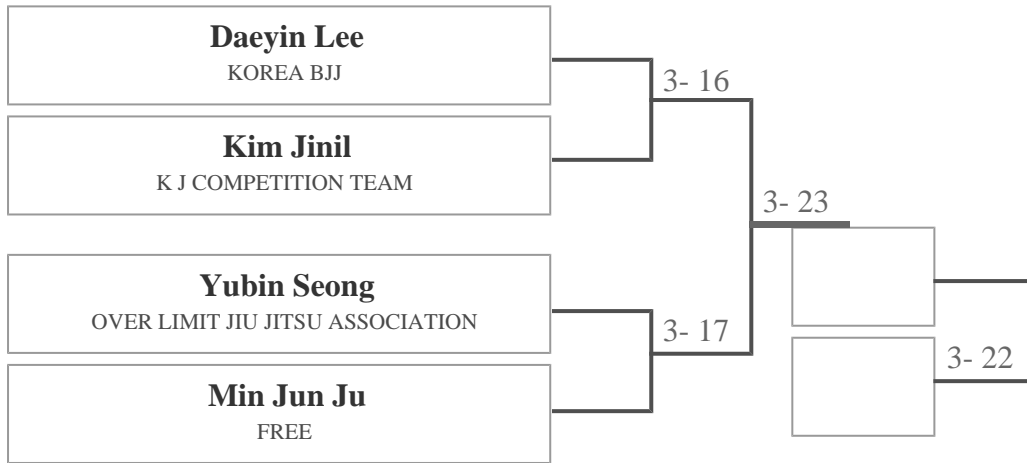 Daeyin Lee
KOREA BJJ
3- 16
Kim Jinil
K J COMPETITION TEAM
3- 23
Yubin Seong
OVER LIMIT JIU JITSU ASSOCIATION
3- 17
3- 22
Min Jun Ju
FREE